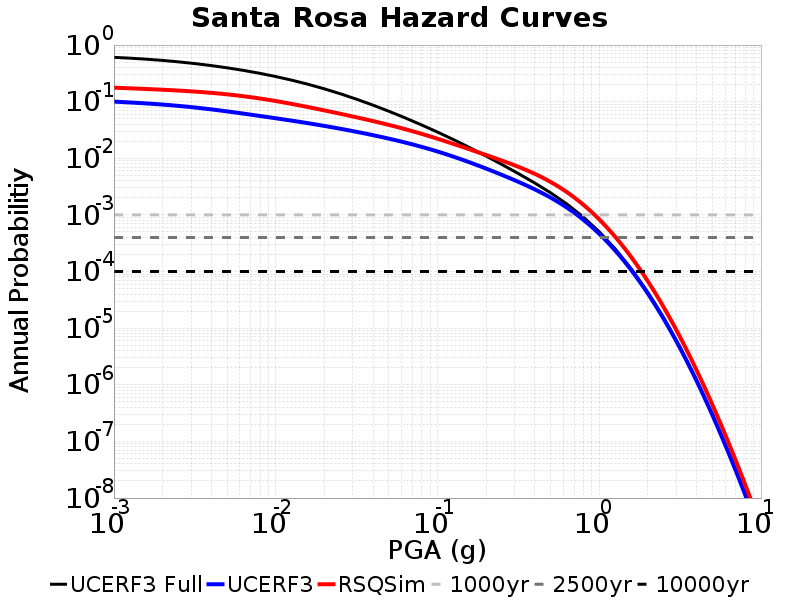 Santa Rosa Hazard Curves
Annual Probabilitiy
10^0
10^-1
10^-2
10^-3
10^-4
10^-5
10^-6
10^-7
10^-8
10^-3 10^-2 10^-1 10^0 10^1
PGA (g)
UCERF3 Full UCERF3 RSQSim 1000yr 2500yr 10000yr